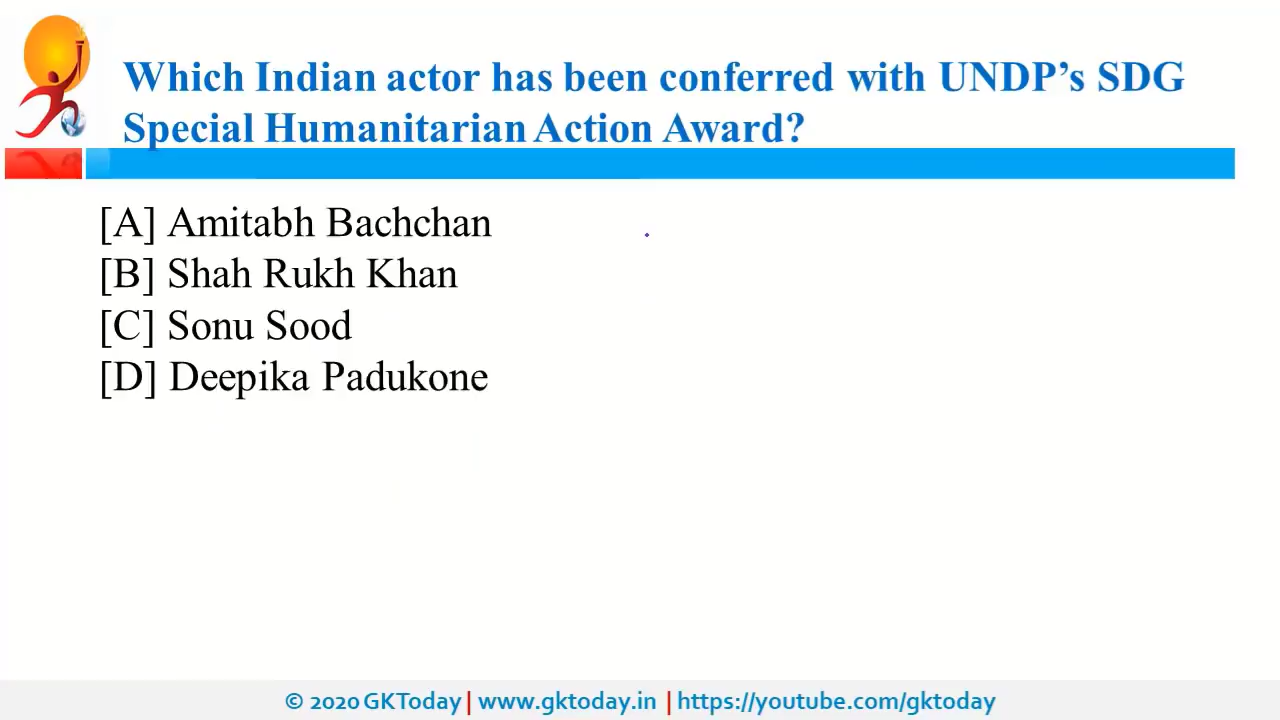 Which Indian actor has been conferred with UNDP’s SDG
Special Humanitarian Action Award?
[A] Amitabh Bachchan
[B] Shah Rukh Khan
[C] Sonu Sood
[D] Deepika Padukone
© 2020 GKToday | www.gktoday.in | https://youtube.com/gktoday